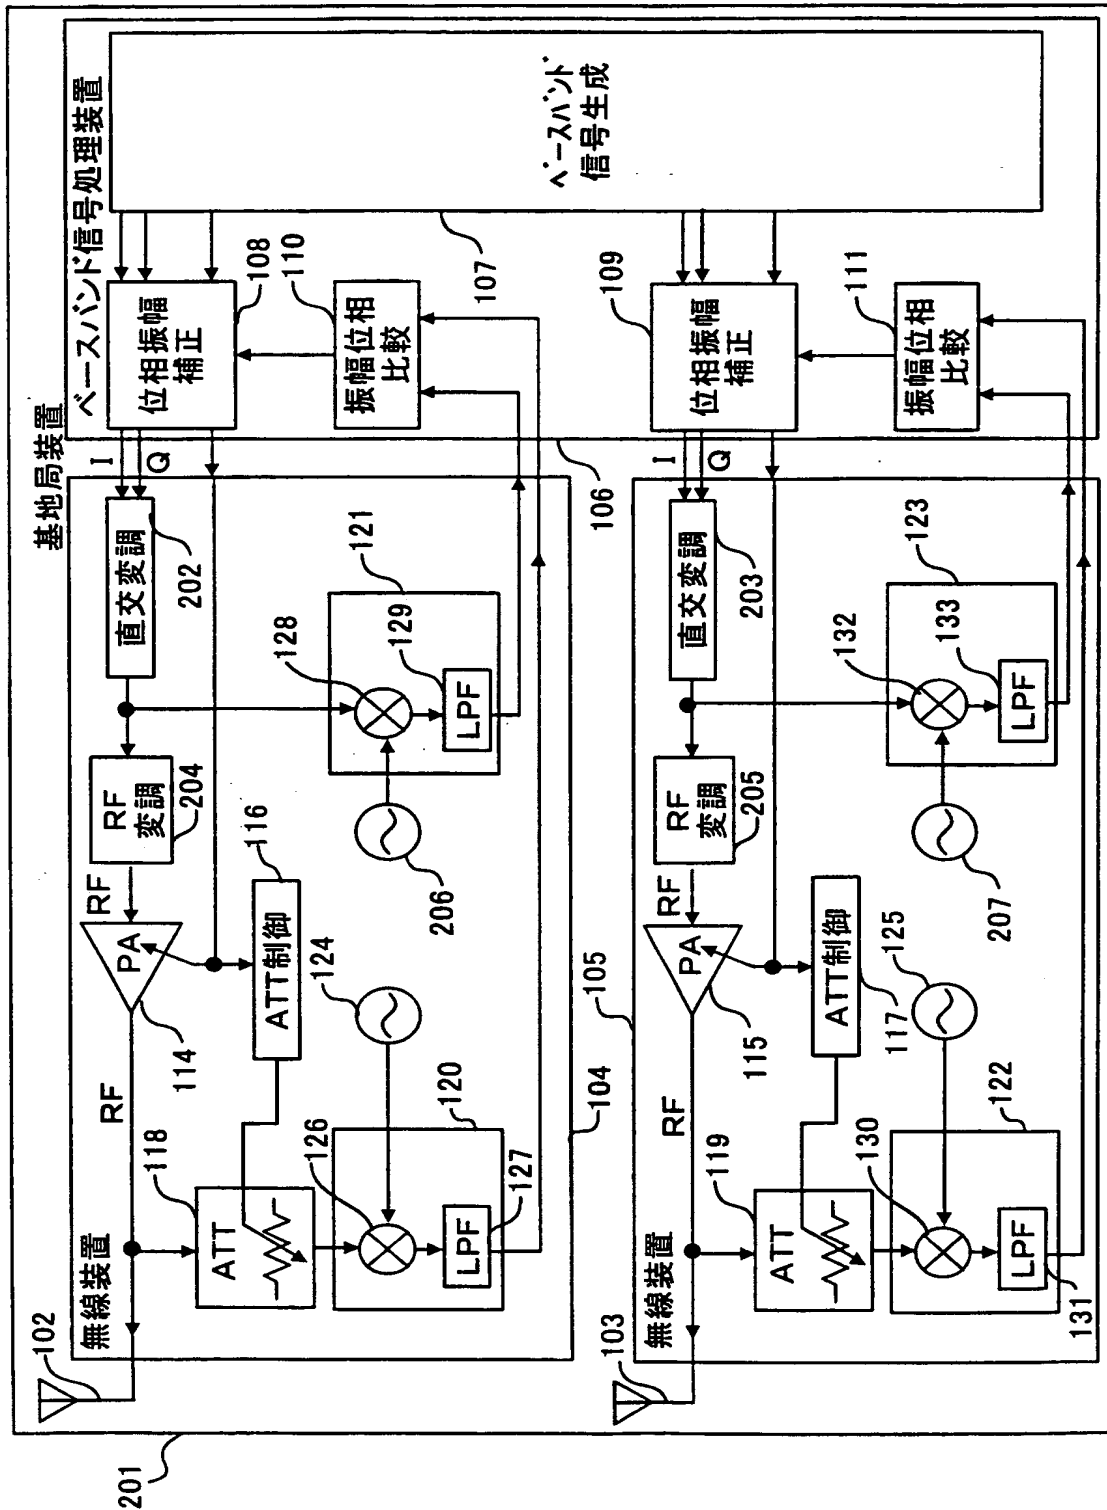 201
基地局装置
102
無線装置
RF
114
PA
RF
RF
変調
204
直交変調
202
I
Q
118
ATT
ATT制御
116
126
127
LPF
120
124
206
128
129
LPF
121
104
ベースバンド信号処理装置
位相振幅
補正
108
振幅位相
比較
110
106
107
ベースバンド
信号生成
103
無線装置
105
RF
115
PA
RF
RF
変調
205
直交変調
203
I
Q
119
ATT
ATT制御
117
130
131
LPF
122
125
207
132
133
LPF
123
位相振幅
補正
109
振幅位相
比較
111